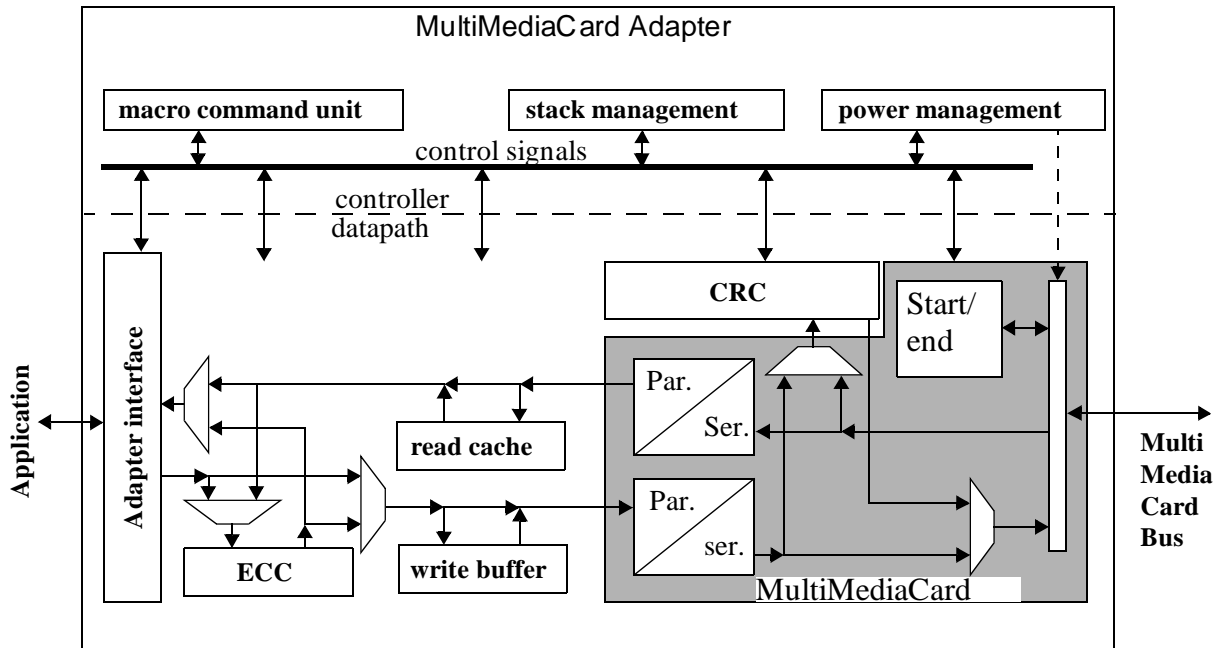 MultiMediaCard Adapter
macro command unit
stack management
power management
control signals
controller
datapath
CRC
Start/
end
Application
Adapter interface
Par.
Ser.
read cache
Par.
ser.
ECC
write buffer
MultiMediaCard
Multi
Media
Card
Bus